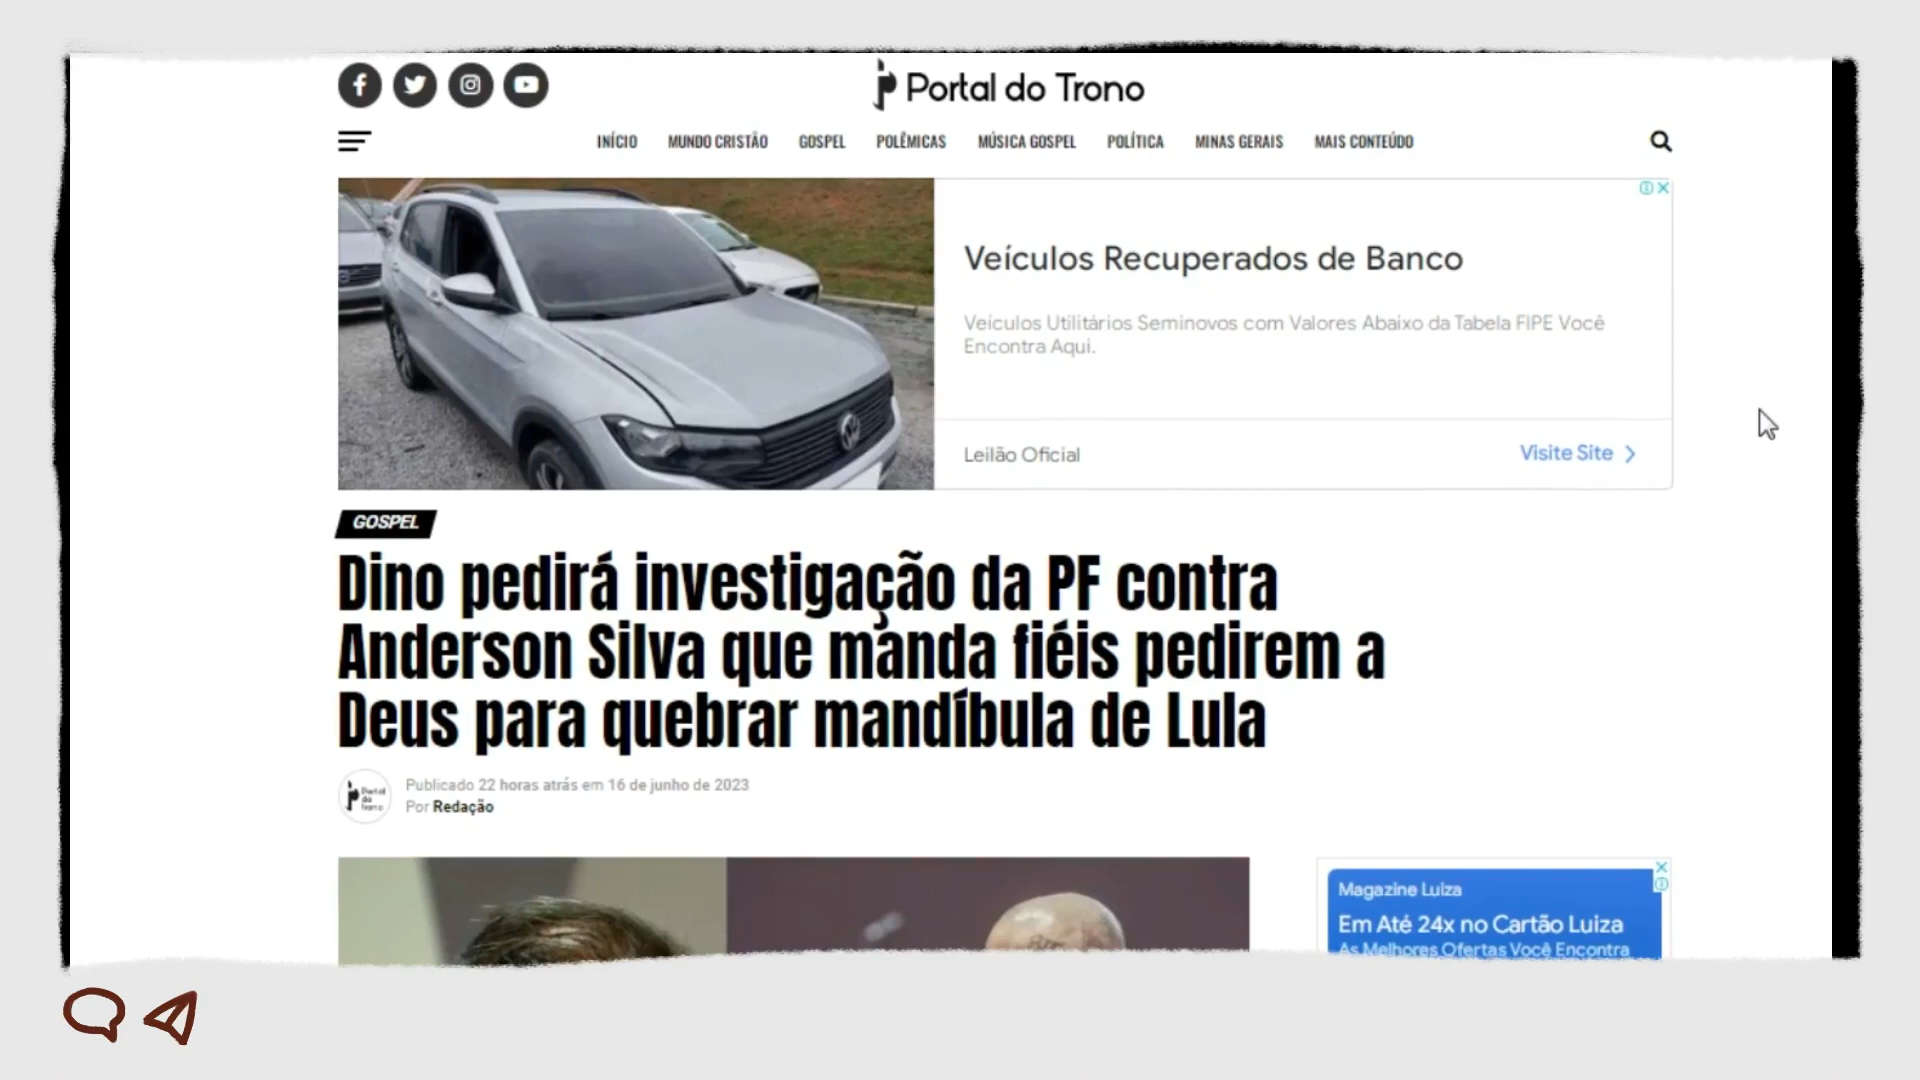 Portal do Trono
INÍCIO MUNDO CRISTÃO GOSPEL POLÊMICAS MÚSICA GOSPEL POLÍTICA MINAS GERAIS MAIS CONTEÚDO
Veículos Recuperados de Banco
Veículos Utilitários Seminovos com Valores Abaixo da Tabela FIPE Você
Encontra Aqui.
Leilão Oficial
Visite Site
GOSPEL
Dino pedirá investigação da PF contra
Anderson Silva que manda fiéis pedirem a
Deus para quebrar mandíbula de Lula
Portal
do
Trono
Publicado 22 horas atrás em 16 de junho de 2023
Por Redação
Magazine Luiza
Em Até 24x no Cartão Luiza
As Melhores Ofertas Você Encontra